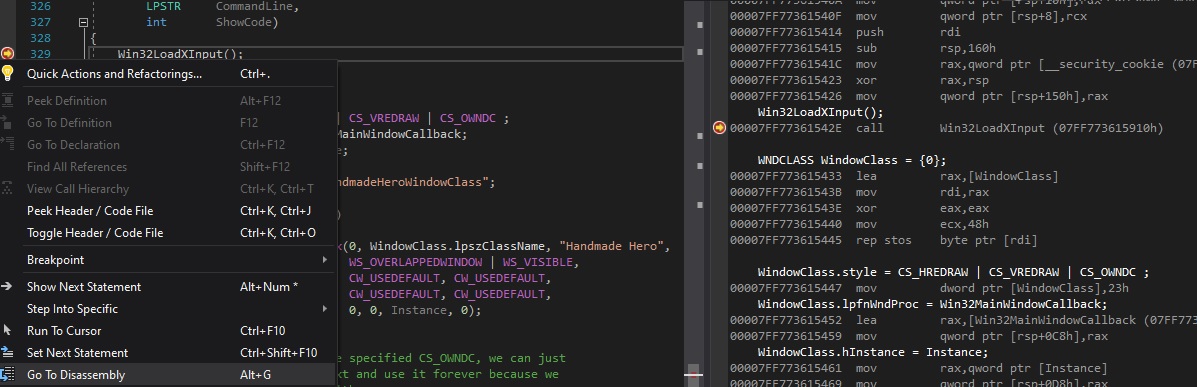 326 LPSTR CommandLine,
327 int ShowCode)
328 {
329 Win32LoadXInput();
Quick Actions and Refactorings... Ctrl+.
Peek Definition Alt+F12
Go To Definition F12
Go To Declaration Ctrl+F12
Find All References Shift+F12
View Call Hierarchy Ctrl+K, Ctrl+T
Peek Header / Code File Ctrl+K, Ctrl+J
Toggle Header / Code File Ctrl+K, Ctrl+O
Breakpoint
Show Next Statement Alt+Num *
Step Into Specific
Run To Cursor Ctrl+F10
Set Next Statement Ctrl+Shift+F10
Go To Disassembly Alt+G
| CS_VREDRAW | CS_OWNDC ;
MainWindowCallback;
e;
ndmadeHeroWindowClass";
)
(0, WindowClass.lpszClassName, "Handmade Hero",
WS_OVERLAPPEDWINDOW | WS_VISIBLE,
CW_USEDEFAULT, CW_USEDEFAULT,
CW_USEDEFAULT, CW_USEDEFAULT,
0, 0, Instance, 0);
e specified CS_OWNDC, we can just
xt and use it forever because we
00007FF77361540F mov qword ptr [rsp+8],rcx
00007FF773615414 push rdi
00007FF773615415 sub rsp,160h
00007FF77361541C mov rax,qword ptr [__security_cookie (07F
00007FF773615423 xor rax,rsp
00007FF773615426 mov qword ptr [rsp+150h],rax
Win32LoadXInput();
00007FF77361542E call Win32LoadXInput (07FF773615910h)
WNDCLASS WindowClass = {0};
00007FF773615433 lea rax,[WindowClass]
00007FF77361543B mov rdi,rax
00007FF77361543E xor eax,eax
00007FF773615440 mov ecx,48h
00007FF773615445 rep stos byte ptr [rdi]
WindowClass.style = CS_HREDRAW | CS_VREDRAW | CS_OWNDC ;
00007FF773615447 mov dword ptr [WindowClass],23h
WindowClass.lpfnWndProc = Win32MainWindowCallback;
00007FF773615452 lea rax,[Win32MainWindowCallback (07FF77
00007FF773615459 mov qword ptr [rsp+0C8h],rax
WindowClass.hInstance = Instance;
00007FF773615461 mov rax,qword ptr [Instance]
00007FF773615469 mov qword ptr [rsp+0D8h],rax